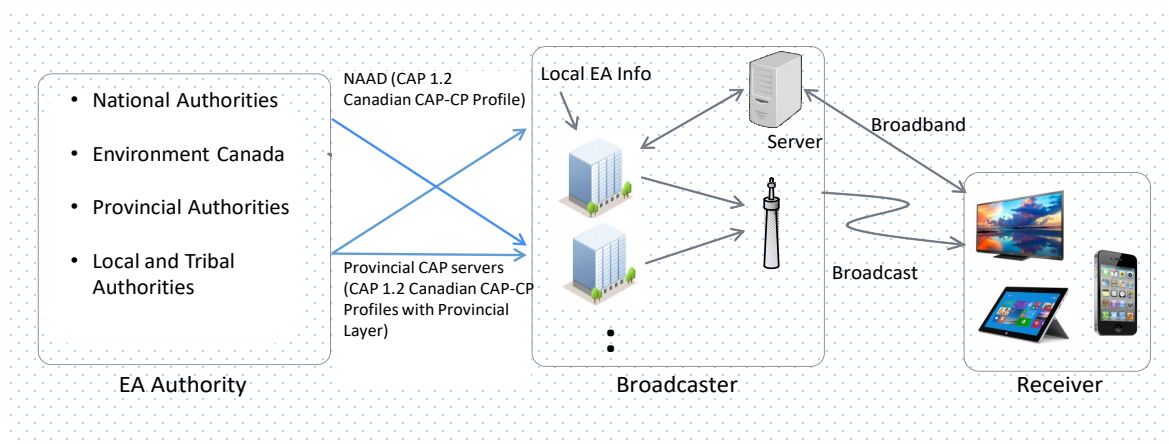 • National Authorities
• Environment Canada
• Provincial Authorities
• Local and Tribal
Authorities
EA Authority
NAAD (CAP 1.2
Canadian CAP-CP Profile)
Provincial CAP servers
(CAP 1.2 Canadian CAP-CP
Profiles with Provincial
Layer)
Local EA Info
Server
Broadcaster
Broadband
Broadcast
Receiver